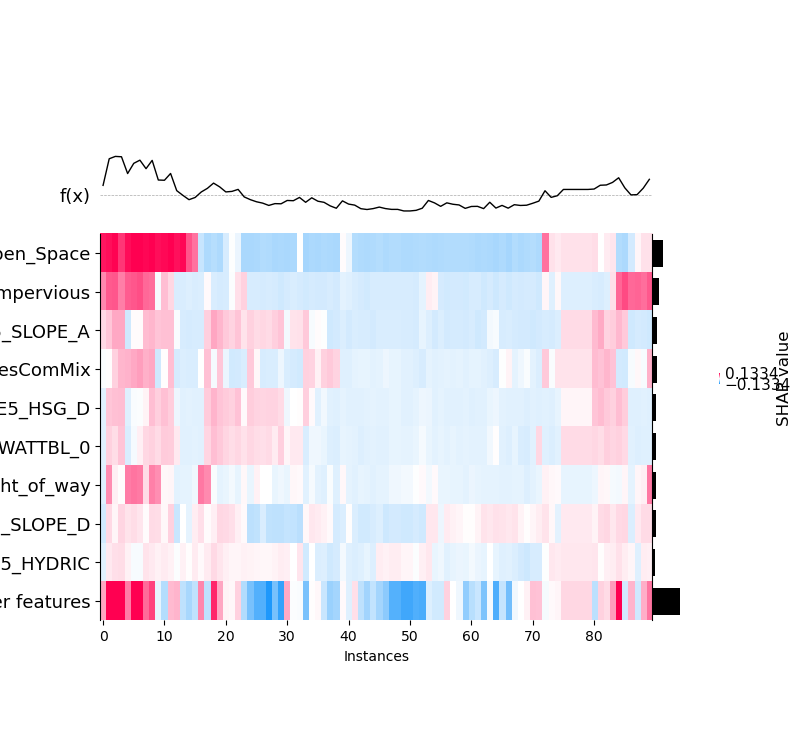 f(x)
pen_Space
mpervious
_SLOPE_A
esComMix
E5_HSG_D
WATTBL_0
ht_of_way
_SLOPE_D
5_HYDRIC
er features
0 10 20 30 40 50 60 70 80
Instances
0.1334
−0.1334
SHAP value